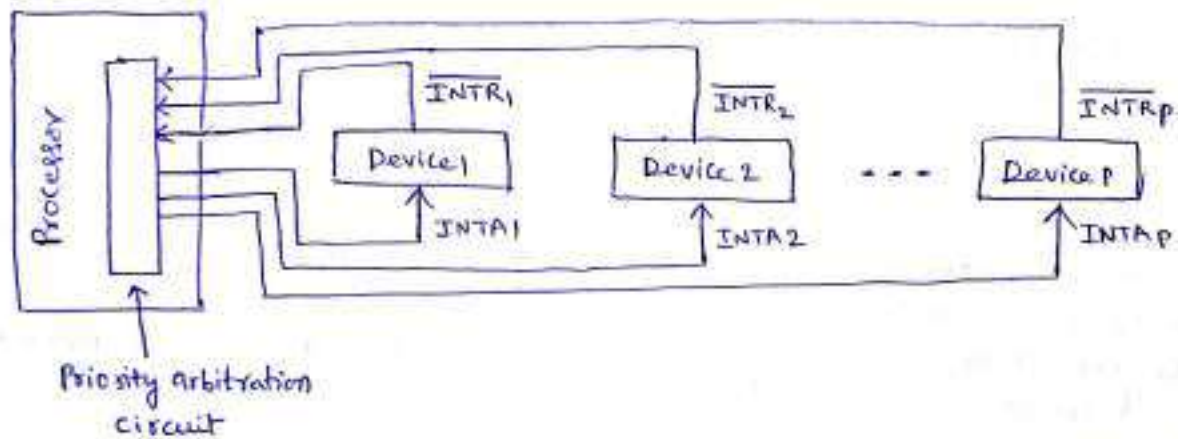 Processor
INTR1
INTR2
INTRp
Device1
Device 2
---
Device p
INTA1
INTA2
INTAp
Priority arbitration
circuit